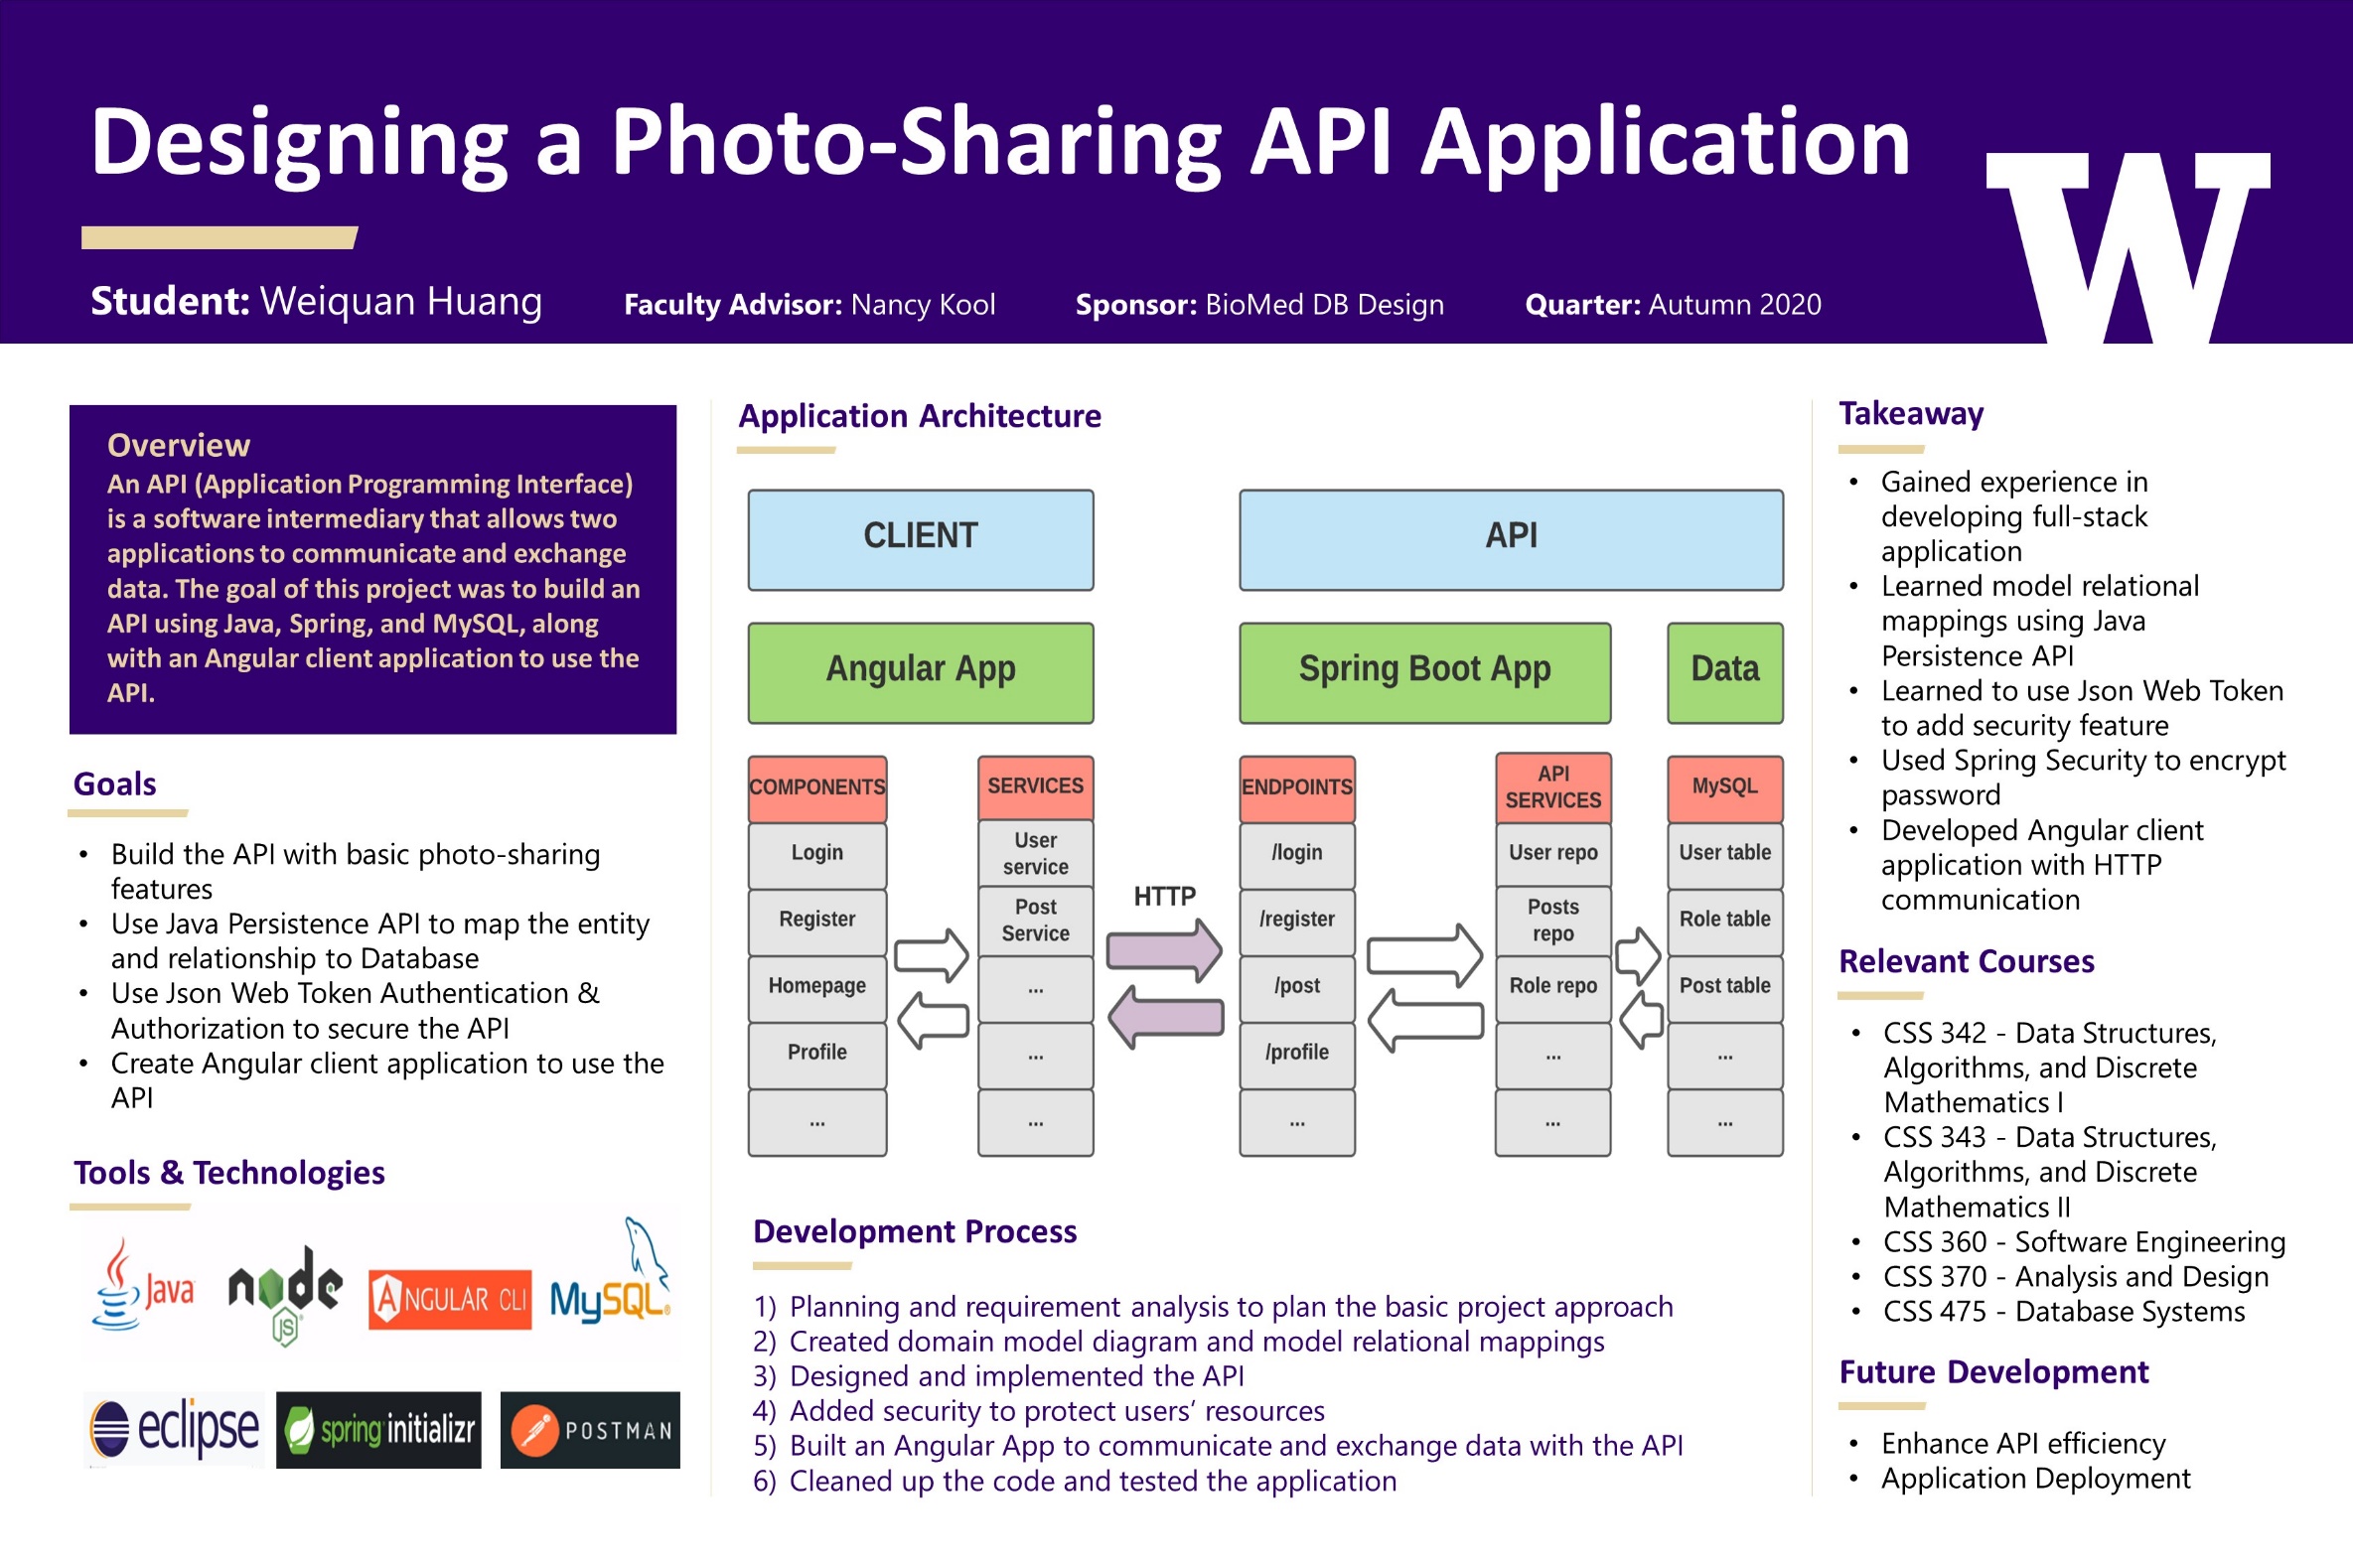 Designing a Photo-Sharing API Application
W
Student: Weiquan Huang
Faculty Advisor: Nancy Kool
Sponsor: BioMed DB Design
Quarter: Autumn 2020
Overview
An API (Application Programming Interface)
is a software intermediary that allows two
applications to communicate and exchange
data. The goal of this project was to build an
API using Java, Spring, and MySQL, along
with an Angular client application to use the
API.
Goals
• Build the API with basic photo-sharing
features
• Use Java Persistence API to map the entity
and relationship to Database
• Use Json Web Token Authentication &
Authorization to secure the API
• Create Angular client application to use the
API
Tools & Technologies
Java
node
JS
ANGULAR CLI
MySQL®
eclipse
spring initializr
POSTMAN
Application Architecture
CLIENT
API
Angular App
Spring Boot App
Data
COMPONENTS
Login
Register
Homepage
Profile
...
SERVICES
User
service
Post
Service
...
...
...
HTTP
ENDPOINTS
/login
/register
/post
/profile
...
API
SERVICES
User repo
Posts
repo
Role repo
...
...
MySQL
User table
Role table
Post table
...
...
Development Process
1) Planning and requirement analysis to plan the basic project approach
2) Created domain model diagram and model relational mappings
3) Designed and implemented the API
4) Added security to protect users’ resources
5) Built an Angular App to communicate and exchange data with the API
6) Cleaned up the code and tested the application
Takeaway
• Gained experience in
developing full-stack
application
• Learned model relational
mappings using Java
Persistence API
• Learned to use Json Web Token
to add security feature
• Used Spring Security to encrypt
password
• Developed Angular client
application with HTTP
communication
Relevant Courses
• CSS 342 - Data Structures,
Algorithms, and Discrete
Mathematics I
• CSS 343 - Data Structures,
Algorithms, and Discrete
Mathematics II
• CSS 360 - Software Engineering
• CSS 370 - Analysis and Design
• CSS 475 - Database Systems
Future Development
• Enhance API efficiency
• Application Deployment